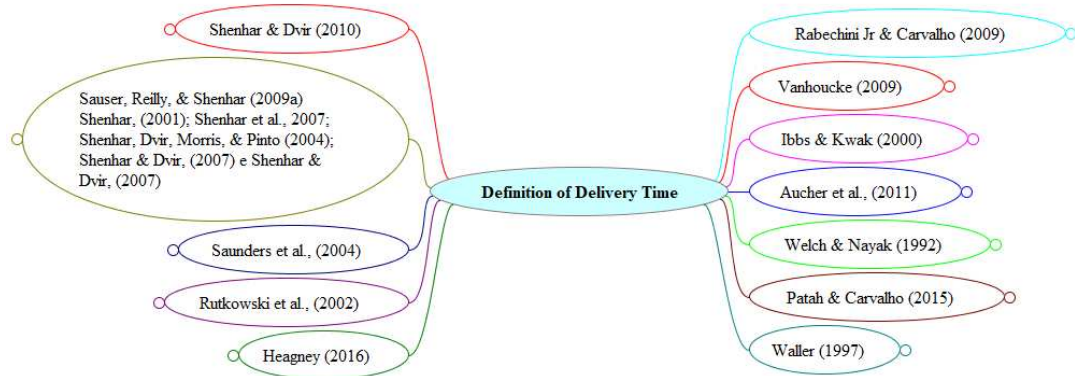 Shenhar & Dvir (2010)
Sauser, Reilly, & Shenhar (2009a)
Shenhar, (2001); Shenhar et al., 2007;
Shenhar, Dvir, Morris, & Pinto (2004);
Shenhar & Dvir, (2007) e Shenhar &
Dvir, (2007)
Saunders et al., (2004)
Rutkowski et al., (2002)
Heagney (2016)
Definition of Delivery Time
Rabechini Jr & Carvalho (2009)
Vanhoucke (2009)
Ibbs & Kwak (2000)
Aucher et al., (2011)
Welch & Nayak (1992)
Patah & Carvalho (2015)
Waller (1997)